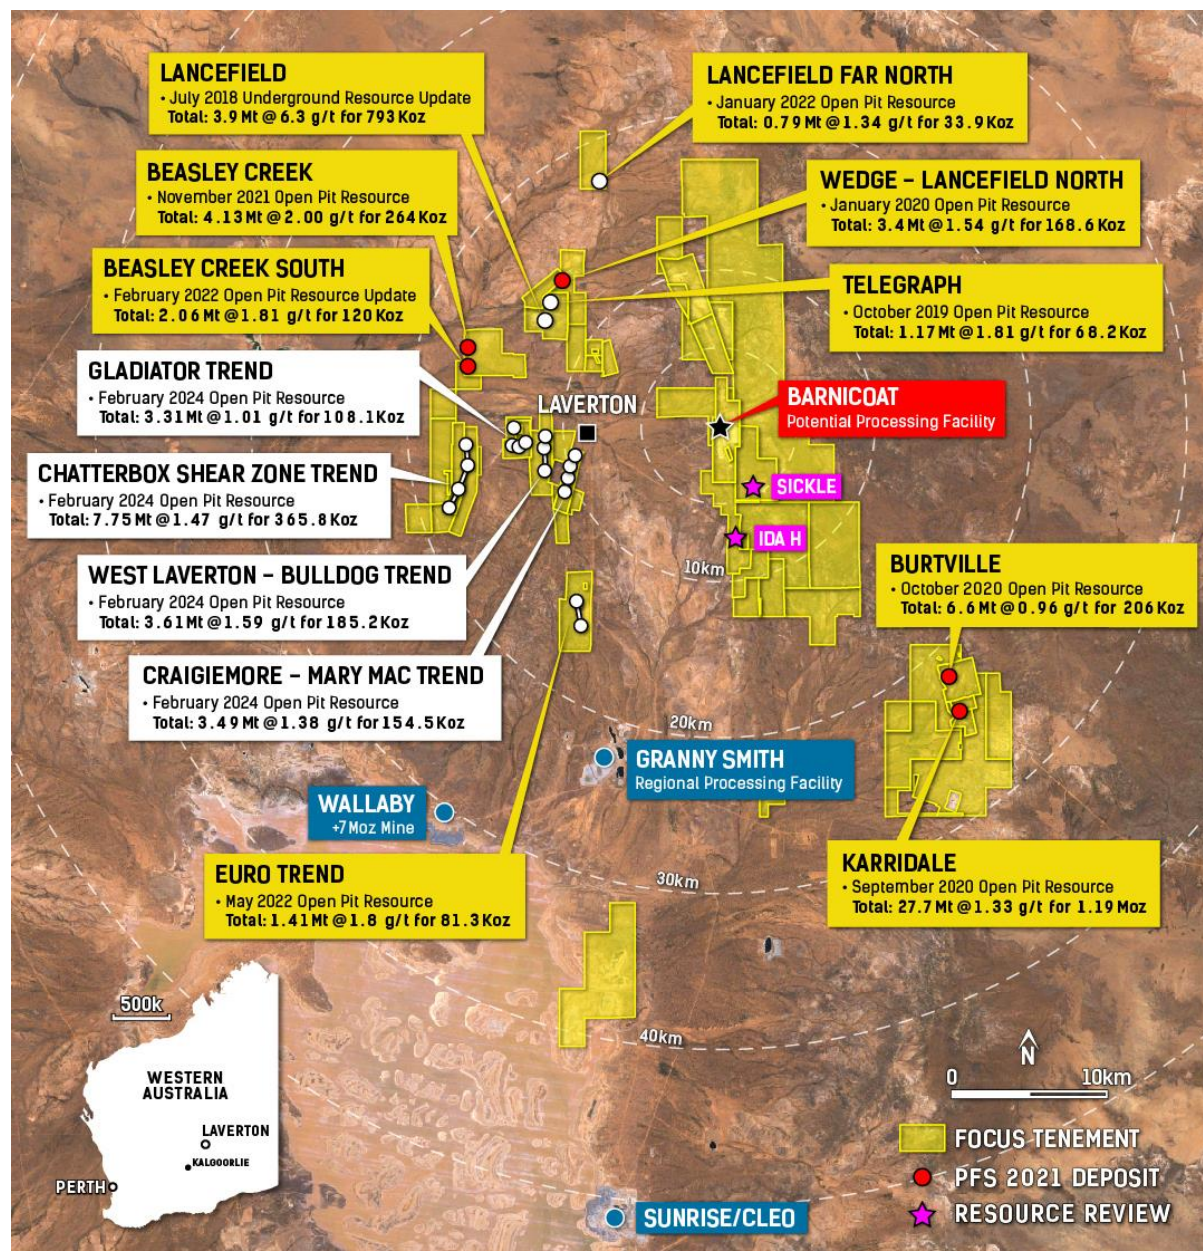 LANCEFIELD
• July 2018 Underground Resource Update
Total: 3.9 Mt @ 6.3 g/t for 793 Koz
LANCEFIELD FAR NORTH
• January 2022 Open Pit Resource
Total: 0.79 Mt @ 1.34 g/t for 33.9 Koz
BEASLEY CREEK
• November 2021 Open Pit Resource
Total: 4.13 Mt @ 2.00 g/t for 264 Koz
WEDGE – LANCEFIELD NORTH
• January 2020 Open Pit Resource
Total: 3.4 Mt @ 1.54 g/t for 168.6 Koz
BEASLEY CREEK SOUTH
• February 2022 Open Pit Resource Update
Total: 2.06 Mt @ 1.81 g/t for 120 Koz
TELEGRAPH
• October 2019 Open Pit Resource
Total: 1.17 Mt @ 1.81 g/t for 68.2 Koz
GLADIATOR TREND
• February 2024 Open Pit Resource
Total: 3.31 Mt @ 1.01 g/t for 108.1 Koz
LAVERTON
BARNICOAT
Potential Processing Facility
CHATTERBOX SHEAR ZONE TREND
• February 2024 Open Pit Resource
Total: 7.75 Mt @ 1.47 g/t for 365.8 Koz
SICKLE
IDA H
10km
WEST LAVERTON – BULLDOG TREND
• February 2024 Open Pit Resource
Total: 3.61 Mt @ 1.59 g/t for 185.2 Koz
BURTVILLE
• October 2020 Open Pit Resource
Total: 6.6 Mt @ 0.96 g/t for 206 Koz
CRAIGIEMORE – MARY MAC TREND
• February 2024 Open Pit Resource
Total: 3.49 Mt @ 1.38 g/t for 154.5 Koz
20km
GRANNY SMITH
Regional Processing Facility
WALLABY
+7 Moz Mine
EURO TREND
• May 2022 Open Pit Resource
Total: 1.41 Mt @ 1.8 g/t for 81.3 Koz
30km
KARRIDALE
• September 2020 Open Pit Resource
Total: 27.7 Mt @ 1.33 g/t for 1.19 Moz
40km
500k
WESTERN
AUSTRALIA
LAVERTON
KALGOORLIE
PERTH
N
0 10km
FOCUS TENEMENT
PFS 2021 DEPOSIT
RESOURCE REVIEW
SUNRISE/CLEO